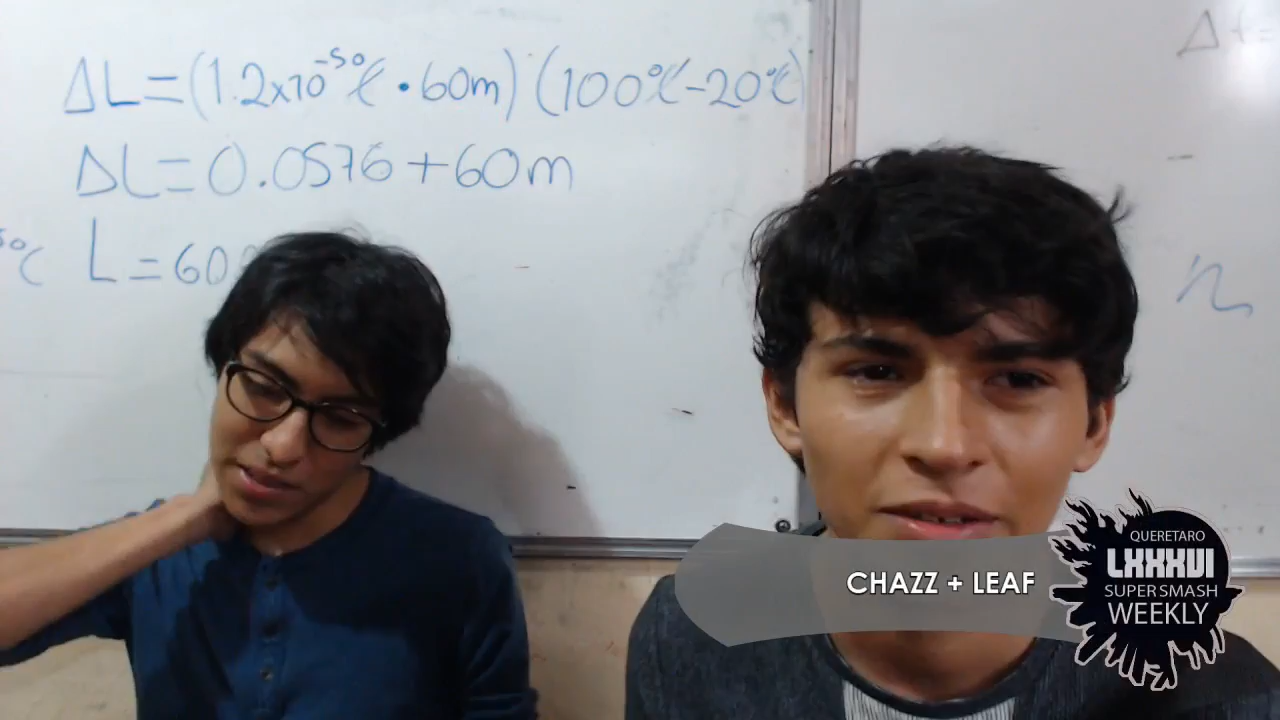 ΔL=(1.2x10⁻⁵°C • 60m) (100°C-20°C)
ΔL=0.0576+60m
L=60
Δt=
CHAZZ + LEAF
QUERETARO
LXXXVI
SUPER SMASH
WEEKLY